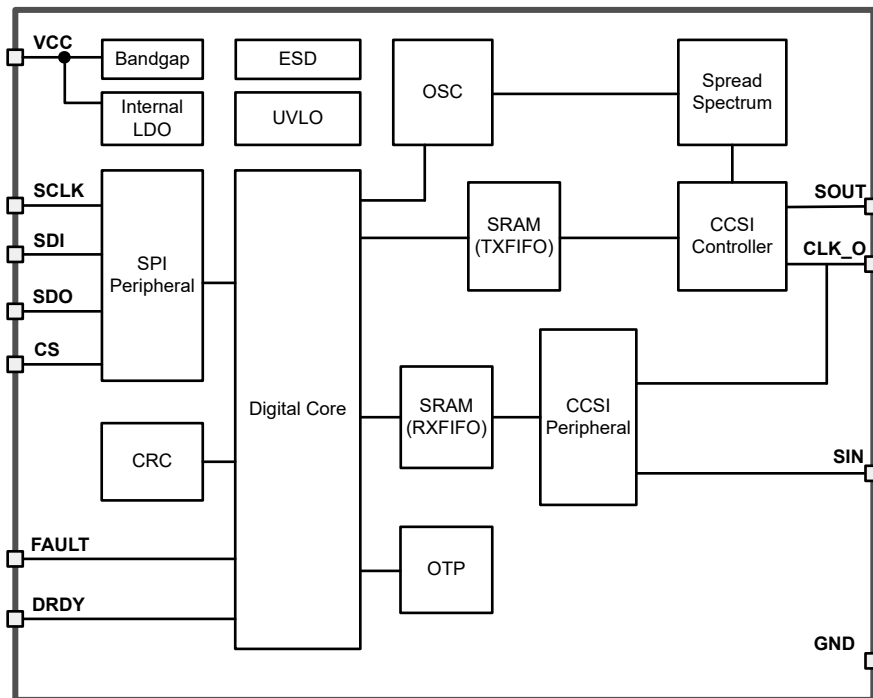 VCC
Bandgap
ESD
OSC
Spread
Spectrum
Internal
LDO
UVLO
SCLK
SDI
SDO
CS
SPI
Peripheral
SRAM
(TXFIFO)
CCSI
Controller
SOUT
CLK_O
Digital Core
SRAM
(RXFIFO)
CCSI
Peripheral
CRC
SIN
FAULT
OTP
DRDY
GND